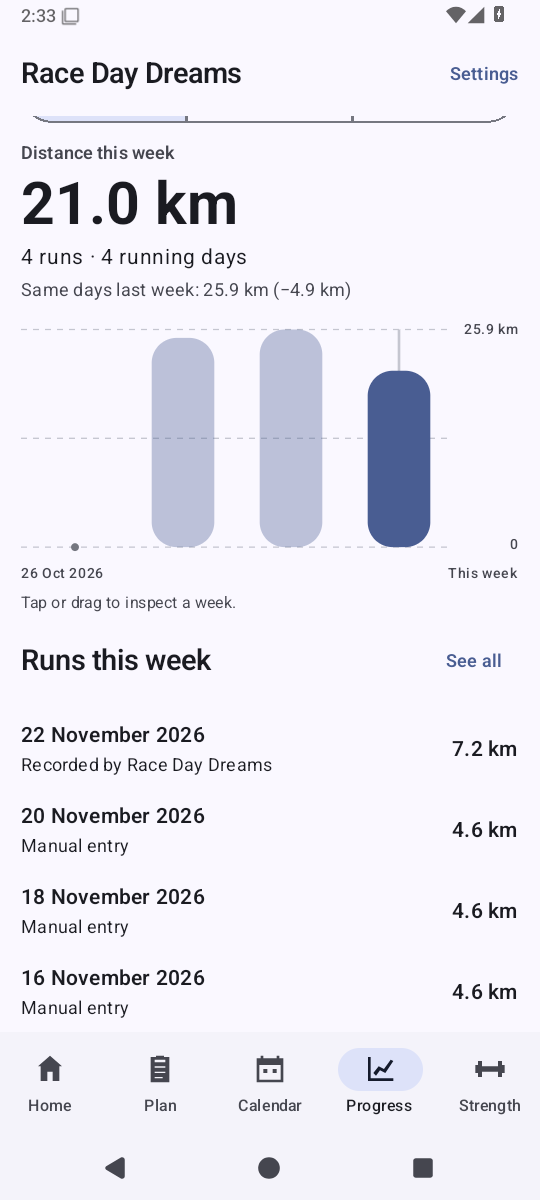 2:33
Race Day Dreams
Settings
Distance this week
21.0 km
4 runs · 4 running days
Same days last week: 25.9 km (−4.9 km)
25.9 km
0
26 Oct 2026
This week
Tap or drag to inspect a week.
Runs this week
See all
22 November 2026
Recorded by Race Day Dreams
7.2 km
20 November 2026
Manual entry
4.6 km
18 November 2026
Manual entry
4.6 km
16 November 2026
Manual entry
4.6 km
Home
Plan
Calendar
Progress
Strength